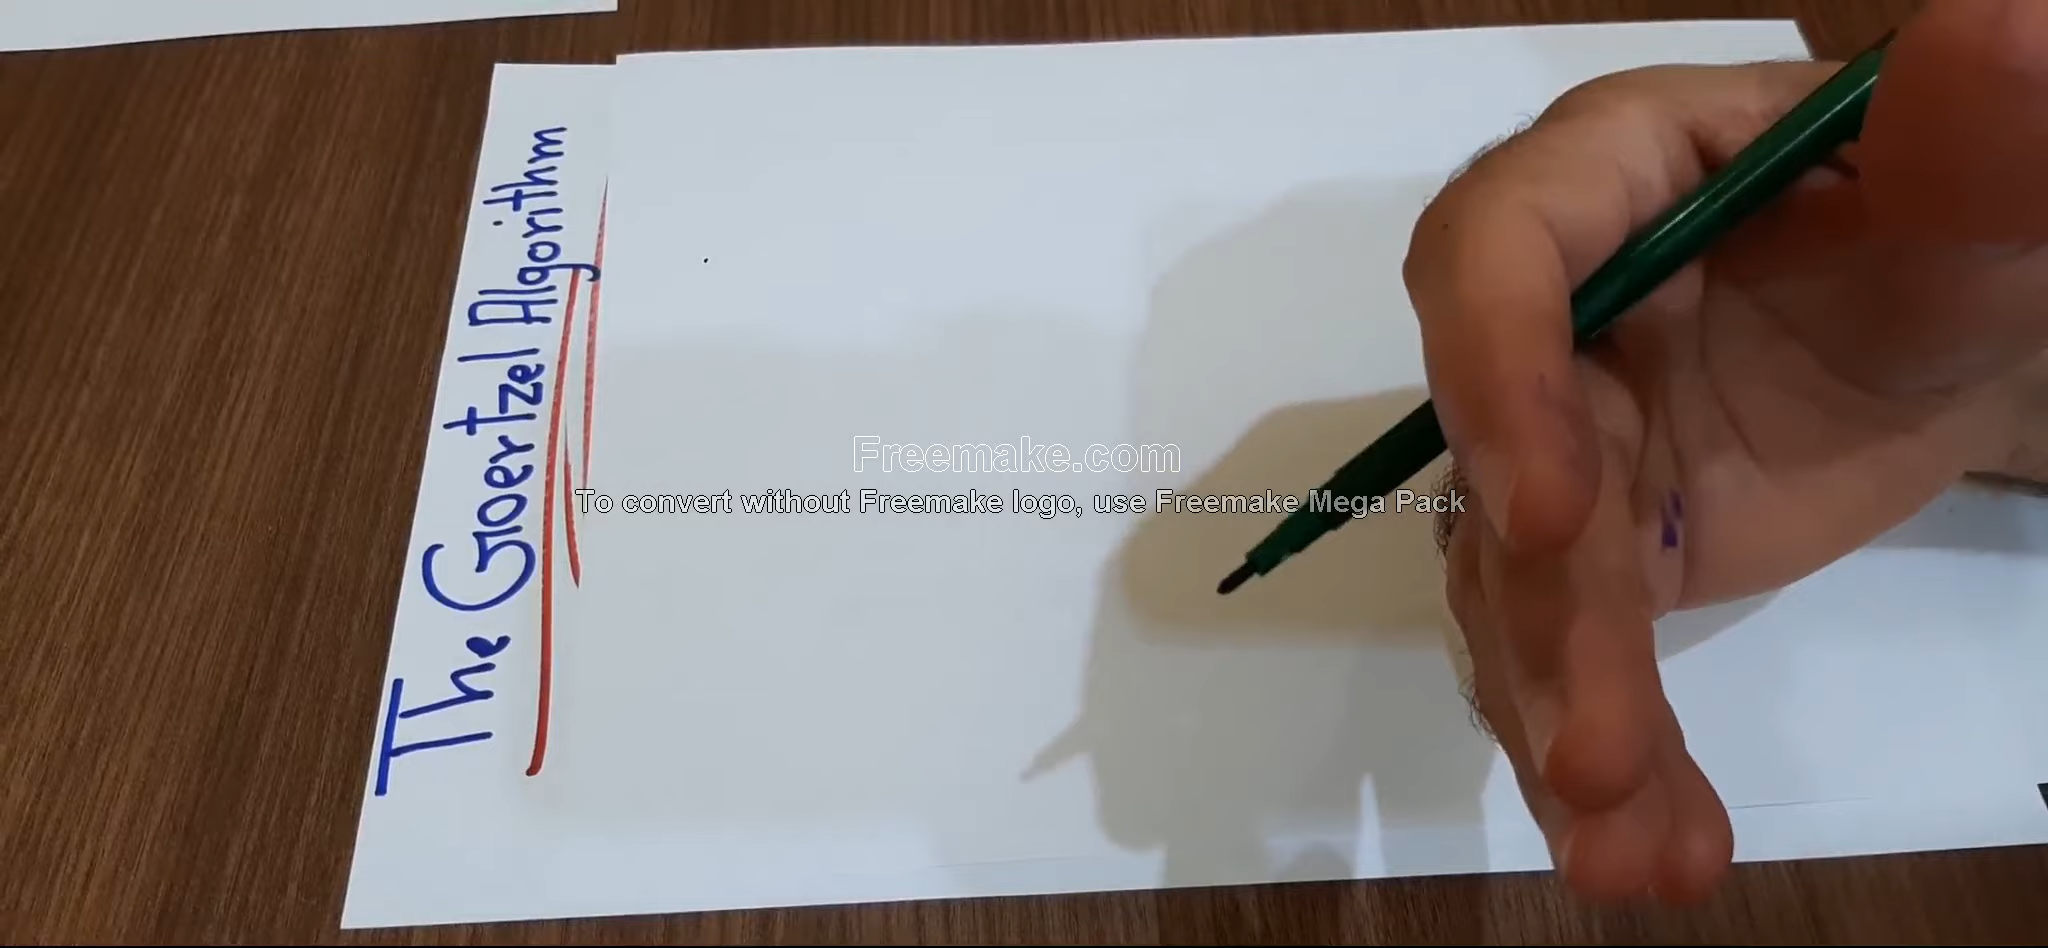 The Goertzel Algorithm
Freemake.com
To convert without Freemake logo, use Freemake Mega Pack